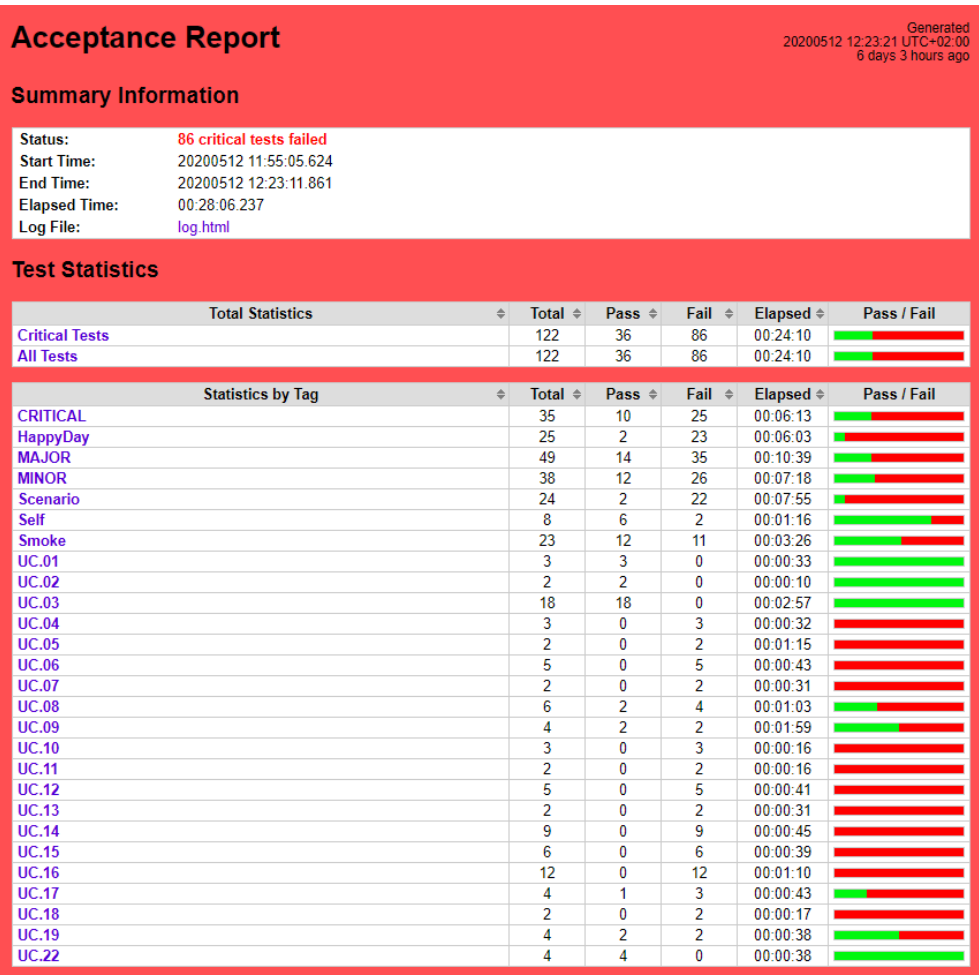 Acceptance Report
Generated
20200512 12:23:21 UTC+02:00
6 days 3 hours ago
Summary Information
Status: 86 critical tests failed
Start Time: 20200512 11:55:05.624
End Time: 20200512 12:23:11.861
Elapsed Time: 00:28:06.237
Log File: log.html
Test Statistics
Total Statistics Total Pass Fail Elapsed Pass / Fail
Critical Tests 122 36 86 00:24:10
All Tests 122 36 86 00:24:10
Statistics by Tag Total Pass Fail Elapsed Pass / Fail
CRITICAL 35 10 25 00:06:13
HappyDay 25 2 23 00:06:03
MAJOR 49 14 35 00:10:39
MINOR 38 12 26 00:07:18
Scenario 24 2 22 00:07:55
Self 8 6 2 00:01:16
Smoke 23 12 11 00:03:26
UC.01 3 3 0 00:00:33
UC.02 2 2 0 00:00:10
UC.03 18 18 0 00:02:57
UC.04 3 0 3 00:00:32
UC.05 2 0 2 00:01:15
UC.06 5 0 5 00:00:43
UC.07 2 0 2 00:00:31
UC.08 6 2 4 00:01:03
UC.09 4 2 2 00:01:59
UC.10 3 0 3 00:00:16
UC.11 2 0 2 00:00:16
UC.12 5 0 5 00:00:41
UC.13 2 0 2 00:00:31
UC.14 9 0 9 00:00:45
UC.15 6 0 6 00:00:39
UC.16 12 0 12 00:01:10
UC.17 4 1 3 00:00:43
UC.18 2 0 2 00:00:17
UC.19 4 2 2 00:00:38
UC.22 4 4 0 00:00:38